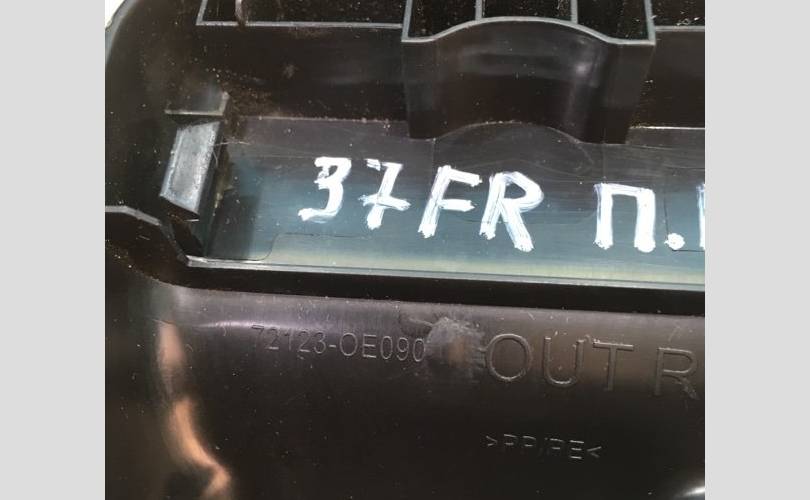 37FR П.
72123-0E090
OUT R
>PP/PE<